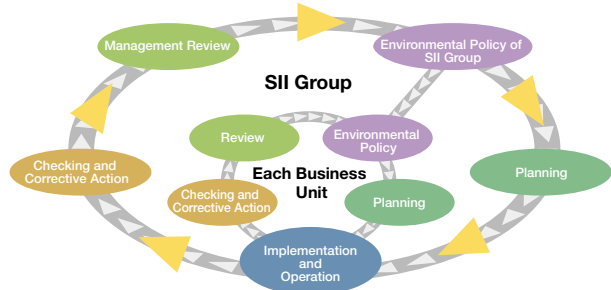 Management Review
Environmental Policy of
SII Group
SII Group
Review
Environmental
Policy
Each Business
Unit
Checking and
Corrective Action
Planning
Checking and
Corrective Action
Planning
Implementation
and
Operation